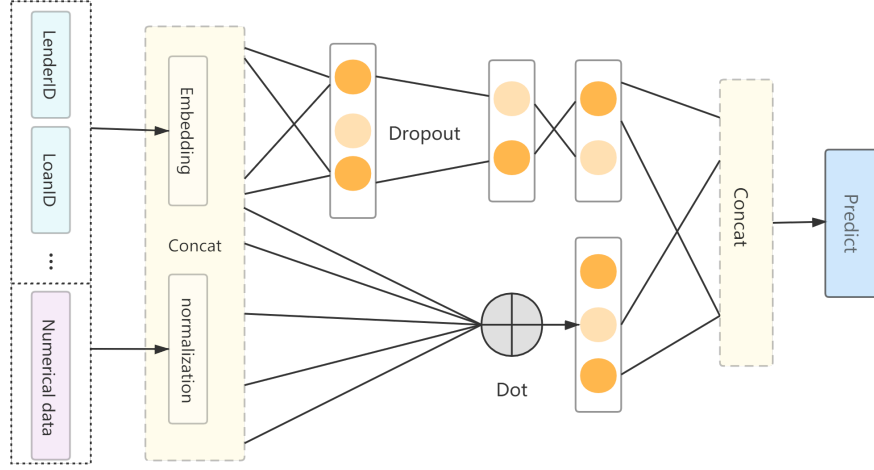 LenderID
LoanID
...
Numerical data
Embedding
Concat
normalization
Dropout
Dot
Concat
Predict